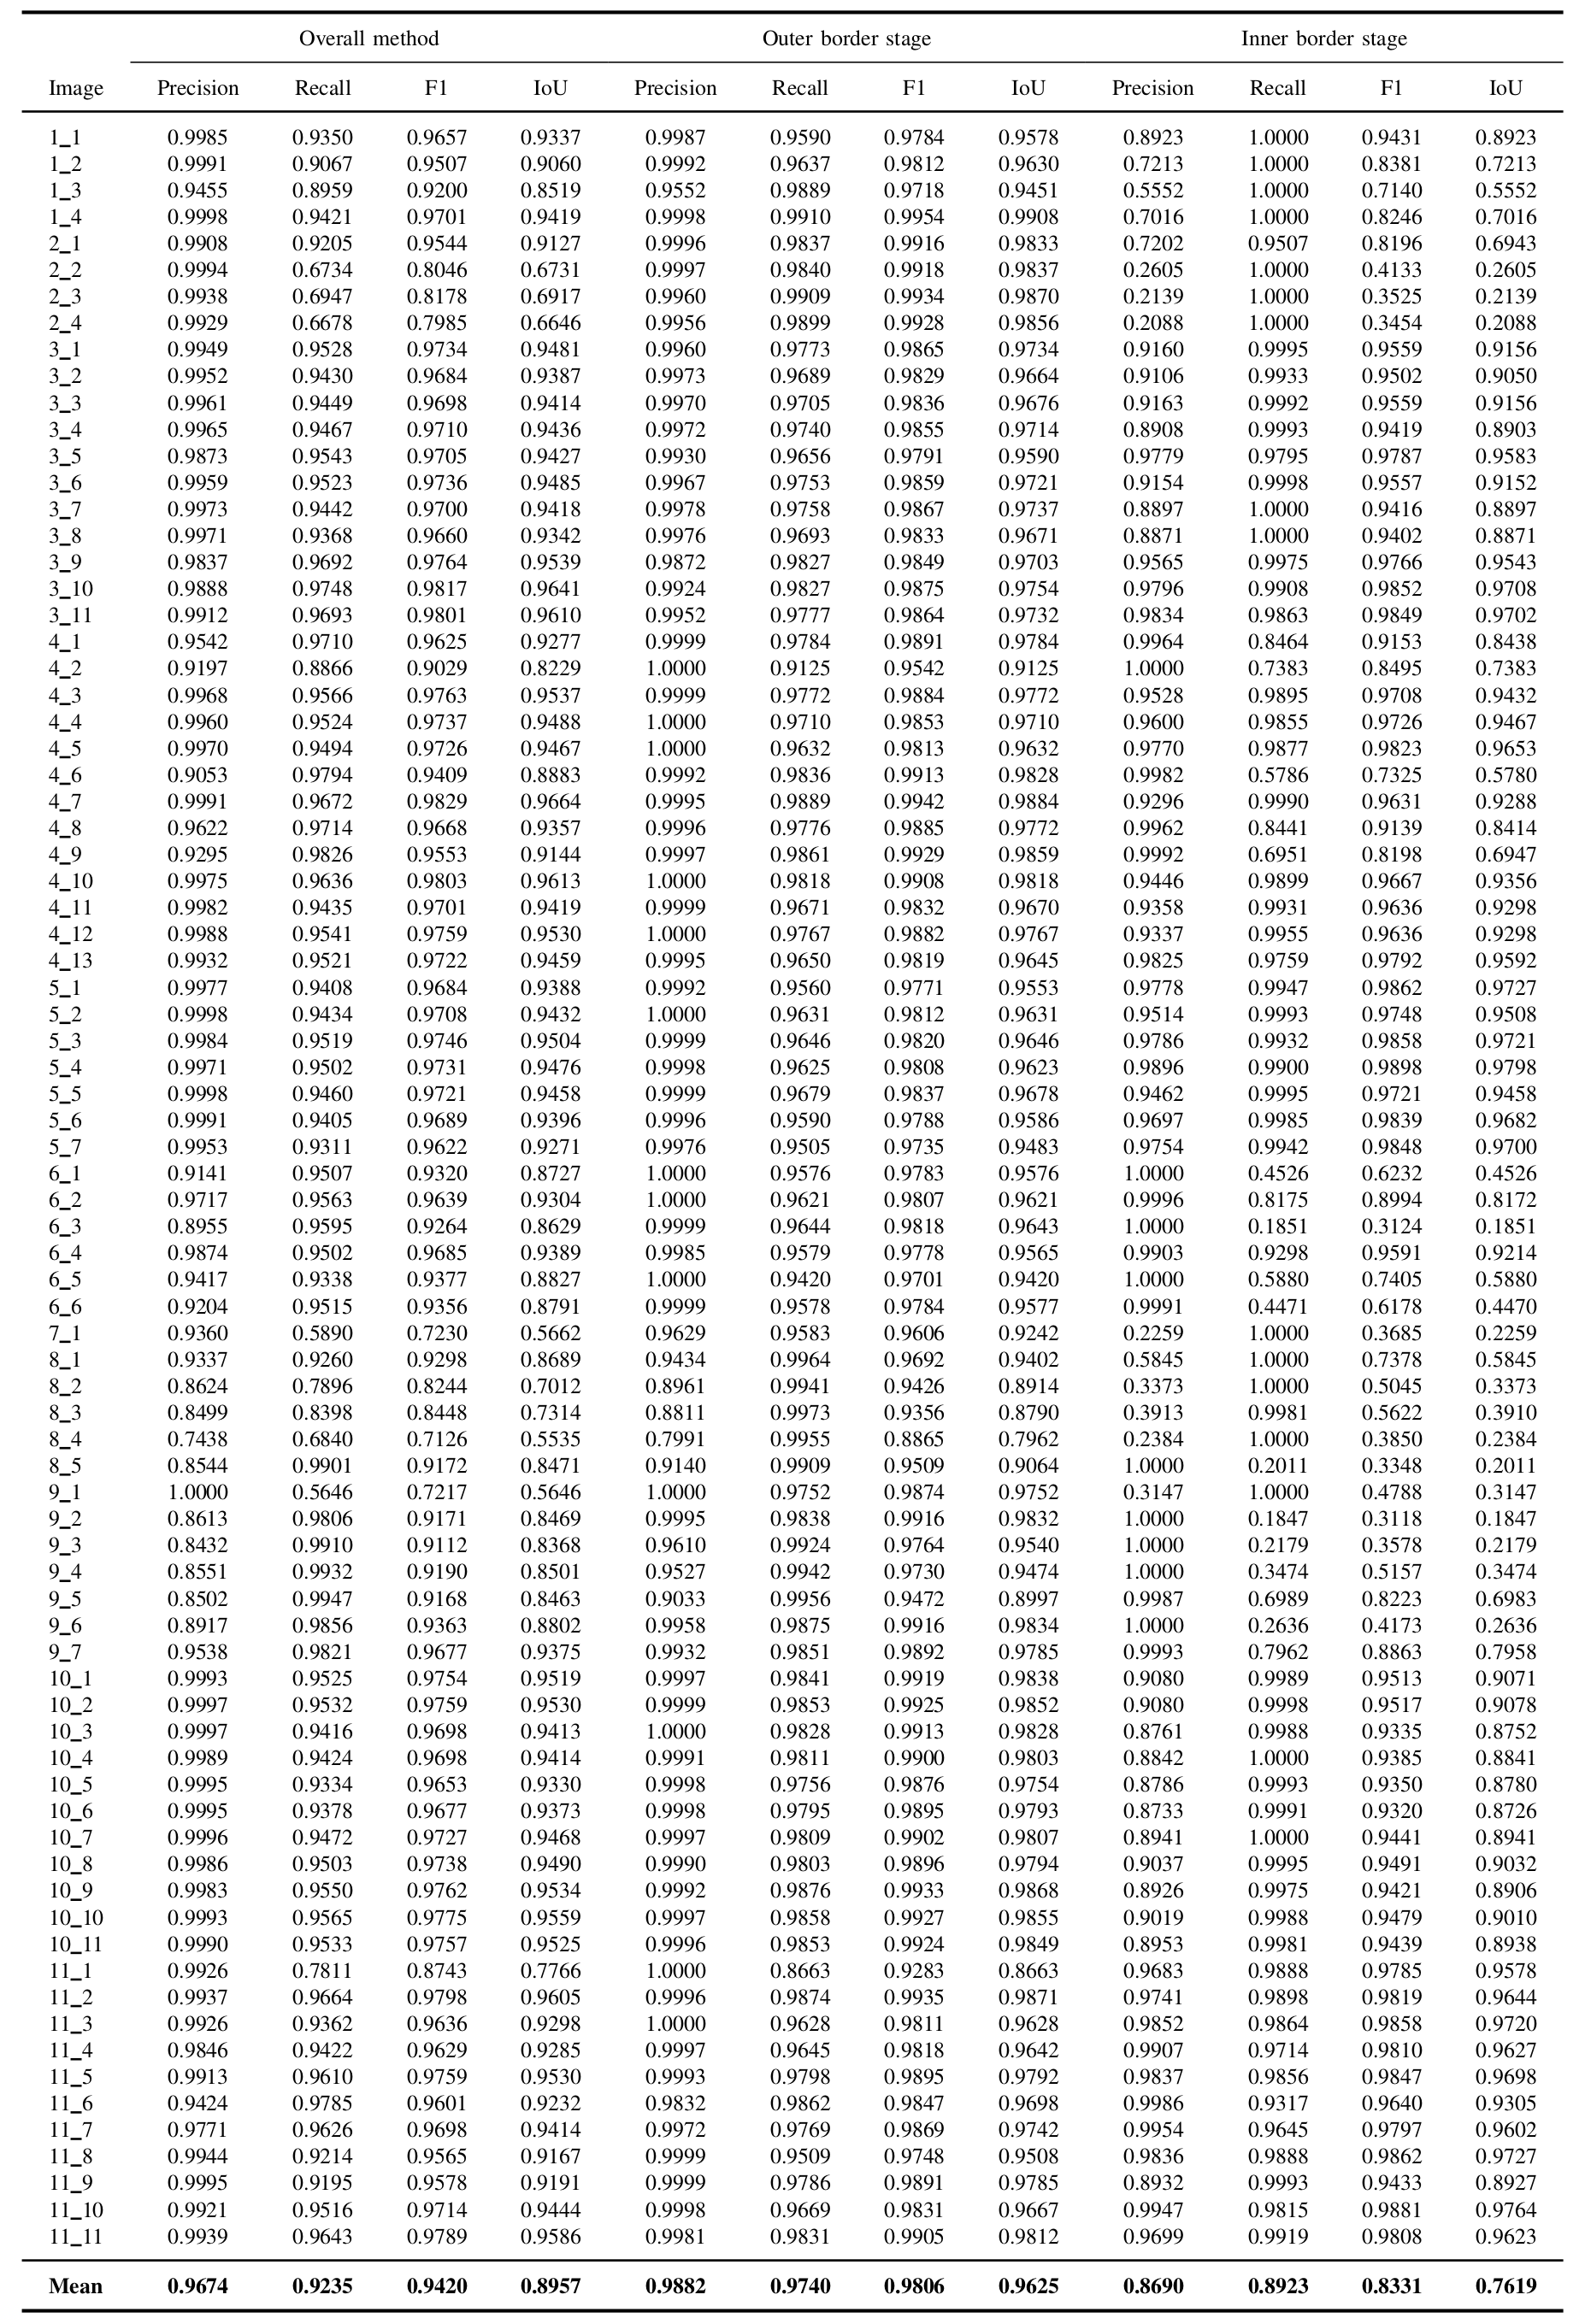 Overall method Outer border stage Inner border stage
Image Precision Recall F1 IoU Precision Recall F1 IoU Precision Recall F1 IoU
1_1 0.9985 0.9350 0.9657 0.9337 0.9987 0.9590 0.9784 0.9578 0.8923 1.0000 0.9431 0.8923
1_2 0.9991 0.9067 0.9507 0.9060 0.9992 0.9637 0.9812 0.9630 0.7213 1.0000 0.8381 0.7213
1_3 0.9455 0.8959 0.9200 0.8519 0.9552 0.9889 0.9718 0.9451 0.5552 1.0000 0.7140 0.5552
1_4 0.9998 0.9421 0.9701 0.9419 0.9998 0.9910 0.9954 0.9908 0.7016 1.0000 0.8246 0.7016
2_1 0.9908 0.9205 0.9544 0.9127 0.9996 0.9837 0.9916 0.9833 0.7202 0.9507 0.8196 0.6943
2_2 0.9994 0.6734 0.8046 0.6731 0.9997 0.9840 0.9918 0.9837 0.2605 1.0000 0.4133 0.2605
2_3 0.9938 0.6947 0.8178 0.6917 0.9960 0.9909 0.9934 0.9870 0.2139 1.0000 0.3525 0.2139
2_4 0.9929 0.6678 0.7985 0.6646 0.9956 0.9899 0.9928 0.9856 0.2088 1.0000 0.3454 0.2088
3_1 0.9949 0.9528 0.9734 0.9481 0.9960 0.9773 0.9865 0.9734 0.9160 0.9995 0.9559 0.9156
3_2 0.9952 0.9430 0.9684 0.9387 0.9973 0.9689 0.9829 0.9664 0.9106 0.9933 0.9502 0.9050
3_3 0.9961 0.9449 0.9698 0.9414 0.9970 0.9705 0.9836 0.9676 0.9163 0.9992 0.9559 0.9156
3_4 0.9965 0.9467 0.9710 0.9436 0.9972 0.9740 0.9855 0.9714 0.8908 0.9993 0.9419 0.8903
3_5 0.9873 0.9543 0.9705 0.9427 0.9930 0.9656 0.9791 0.9590 0.9779 0.9795 0.9787 0.9583
3_6 0.9959 0.9523 0.9736 0.9485 0.9967 0.9753 0.9859 0.9721 0.9154 0.9998 0.9557 0.9152
3_7 0.9973 0.9442 0.9700 0.9418 0.9978 0.9758 0.9867 0.9737 0.8897 1.0000 0.9416 0.8897
3_8 0.9971 0.9368 0.9660 0.9342 0.9976 0.9693 0.9833 0.9671 0.8871 1.0000 0.9402 0.8871
3_9 0.9837 0.9692 0.9764 0.9539 0.9872 0.9827 0.9849 0.9703 0.9565 0.9975 0.9766 0.9543
3_10 0.9888 0.9748 0.9817 0.9641 0.9924 0.9827 0.9875 0.9754 0.9796 0.9908 0.9852 0.9708
3_11 0.9912 0.9693 0.9801 0.9610 0.9952 0.9777 0.9864 0.9732 0.9834 0.9863 0.9849 0.9702
4_1 0.9542 0.9710 0.9625 0.9277 0.9999 0.9784 0.9891 0.9784 0.9964 0.8464 0.9153 0.8438
4_2 0.9197 0.8866 0.9029 0.8229 1.0000 0.9125 0.9542 0.9125 1.0000 0.7383 0.8495 0.7383
4_3 0.9968 0.9566 0.9763 0.9537 0.9999 0.9772 0.9884 0.9772 0.9528 0.9895 0.9708 0.9432
4_4 0.9960 0.9524 0.9737 0.9488 1.0000 0.9710 0.9853 0.9710 0.9600 0.9855 0.9726 0.9467
4_5 0.9970 0.9494 0.9726 0.9467 1.0000 0.9632 0.9813 0.9632 0.9770 0.9877 0.9823 0.9653
4_6 0.9053 0.9794 0.9409 0.8883 0.9992 0.9836 0.9913 0.9828 0.9982 0.5786 0.7325 0.5780
4_7 0.9991 0.9672 0.9829 0.9664 0.9995 0.9889 0.9942 0.9884 0.9296 0.9990 0.9631 0.9288
4_8 0.9622 0.9714 0.9668 0.9357 0.9996 0.9776 0.9885 0.9772 0.9962 0.8441 0.9139 0.8414
4_9 0.9295 0.9826 0.9553 0.9144 0.9997 0.9861 0.9929 0.9859 0.9992 0.6951 0.8198 0.6947
4_10 0.9975 0.9636 0.9803 0.9613 1.0000 0.9818 0.9908 0.9818 0.9446 0.9899 0.9667 0.9356
4_11 0.9982 0.9435 0.9701 0.9419 0.9999 0.9671 0.9832 0.9670 0.9358 0.9931 0.9636 0.9298
4_12 0.9988 0.9541 0.9759 0.9530 1.0000 0.9767 0.9882 0.9767 0.9337 0.9955 0.9636 0.9298
4_13 0.9932 0.9521 0.9722 0.9459 0.9995 0.9650 0.9819 0.9645 0.9825 0.9759 0.9792 0.9592
5_1 0.9977 0.9408 0.9684 0.9388 0.9992 0.9560 0.9771 0.9553 0.9778 0.9947 0.9862 0.9727
5_2 0.9998 0.9434 0.9708 0.9432 1.0000 0.9631 0.9812 0.9631 0.9514 0.9993 0.9748 0.9508
5_3 0.9984 0.9519 0.9746 0.9504 0.9999 0.9646 0.9820 0.9646 0.9786 0.9932 0.9858 0.9721
5_4 0.9971 0.9502 0.9731 0.9476 0.9998 0.9625 0.9808 0.9623 0.9896 0.9900 0.9898 0.9798
5_5 0.9998 0.9460 0.9721 0.9458 0.9999 0.9679 0.9837 0.9678 0.9462 0.9995 0.9721 0.9458
5_6 0.9991 0.9405 0.9689 0.9396 0.9996 0.9590 0.9788 0.9586 0.9697 0.9985 0.9839 0.9682
5_7 0.9953 0.9311 0.9622 0.9271 0.9976 0.9505 0.9735 0.9483 0.9754 0.9942 0.9848 0.9700
6_1 0.9141 0.9507 0.9320 0.8727 1.0000 0.9576 0.9783 0.9576 1.0000 0.4526 0.6232 0.4526
6_2 0.9717 0.9563 0.9639 0.9304 1.0000 0.9621 0.9807 0.9621 0.9996 0.8175 0.8994 0.8172
6_3 0.8955 0.9595 0.9264 0.8629 0.9999 0.9644 0.9818 0.9643 1.0000 0.1851 0.3124 0.1851
6_4 0.9874 0.9502 0.9685 0.9389 0.9985 0.9579 0.9778 0.9565 0.9903 0.9298 0.9591 0.9214
6_5 0.9417 0.9338 0.9377 0.8827 1.0000 0.9420 0.9701 0.9420 1.0000 0.5880 0.7405 0.5880
6_6 0.9204 0.9515 0.9356 0.8791 0.9999 0.9578 0.9784 0.9577 0.9991 0.4471 0.6178 0.4470
7_1 0.9360 0.5890 0.7230 0.5662 0.9629 0.9583 0.9606 0.9242 0.2259 1.0000 0.3685 0.2259
8_1 0.9337 0.9260 0.9298 0.8689 0.9434 0.9964 0.9692 0.9402 0.5845 1.0000 0.7378 0.5845
8_2 0.8624 0.7896 0.8244 0.7012 0.8961 0.9941 0.9426 0.8914 0.3373 1.0000 0.5045 0.3373
8_3 0.8499 0.8398 0.8448 0.7314 0.8811 0.9973 0.9356 0.8790 0.3913 0.9981 0.5622 0.3910
8_4 0.7438 0.6840 0.7126 0.5535 0.7991 0.9955 0.8865 0.7962 0.2384 1.0000 0.3850 0.2384
8_5 0.8544 0.9901 0.9172 0.8471 0.9140 0.9909 0.9509 0.9064 1.0000 0.2011 0.3348 0.2011
9_1 1.0000 0.5646 0.7217 0.5646 1.0000 0.9752 0.9874 0.9752 0.3147 1.0000 0.4788 0.3147
9_2 0.8613 0.9806 0.9171 0.8469 0.9995 0.9838 0.9916 0.9832 1.0000 0.1847 0.3118 0.1847
9_3 0.8432 0.9910 0.9112 0.8368 0.9610 0.9924 0.9764 0.9540 1.0000 0.2179 0.3578 0.2179
9_4 0.8551 0.9932 0.9190 0.8501 0.9527 0.9942 0.9730 0.9474 1.0000 0.3474 0.5157 0.3474
9_5 0.8502 0.9947 0.9168 0.8463 0.9033 0.9956 0.9472 0.8997 0.9987 0.6989 0.8223 0.6983
9_6 0.8917 0.9856 0.9363 0.8802 0.9958 0.9875 0.9916 0.9834 1.0000 0.2636 0.4173 0.2636
9_7 0.9538 0.9821 0.9677 0.9375 0.9932 0.9851 0.9892 0.9785 0.9993 0.7962 0.8863 0.7958
10_1 0.9993 0.9525 0.9754 0.9519 0.9997 0.9841 0.9919 0.9838 0.9080 0.9989 0.9513 0.9071
10_2 0.9997 0.9532 0.9759 0.9530 0.9999 0.9853 0.9925 0.9852 0.9080 0.9998 0.9517 0.9078
10_3 0.9997 0.9416 0.9698 0.9413 1.0000 0.9828 0.9913 0.9828 0.8761 0.9988 0.9335 0.8752
10_4 0.9989 0.9424 0.9698 0.9414 0.9991 0.9811 0.9900 0.9803 0.8842 1.0000 0.9385 0.8841
10_5 0.9995 0.9334 0.9653 0.9330 0.9998 0.9756 0.9876 0.9754 0.8786 0.9993 0.9350 0.8780
10_6 0.9995 0.9378 0.9677 0.9373 0.9998 0.9795 0.9895 0.9793 0.8733 0.9991 0.9320 0.8726
10_7 0.9996 0.9472 0.9727 0.9468 0.9997 0.9809 0.9902 0.9807 0.8941 1.0000 0.9441 0.8941
10_8 0.9986 0.9503 0.9738 0.9490 0.9990 0.9803 0.9896 0.9794 0.9037 0.9995 0.9491 0.9032
10_9 0.9983 0.9550 0.9762 0.9534 0.9992 0.9876 0.9933 0.9868 0.8926 0.9975 0.9421 0.8906
10_10 0.9993 0.9565 0.9775 0.9559 0.9997 0.9858 0.9927 0.9855 0.9019 0.9988 0.9479 0.9010
10_11 0.9990 0.9533 0.9757 0.9525 0.9996 0.9853 0.9924 0.9849 0.8953 0.9981 0.9439 0.8938
11_1 0.9926 0.7811 0.8743 0.7766 1.0000 0.8663 0.9283 0.8663 0.9683 0.9888 0.9785 0.9578
11_2 0.9937 0.9664 0.9798 0.9605 0.9996 0.9874 0.9935 0.9871 0.9741 0.9898 0.9819 0.9644
11_3 0.9926 0.9362 0.9636 0.9298 1.0000 0.9628 0.9811 0.9628 0.9852 0.9864 0.9858 0.9720
11_4 0.9846 0.9422 0.9629 0.9285 0.9997 0.9645 0.9818 0.9642 0.9907 0.9714 0.9810 0.9627
11_5 0.9913 0.9610 0.9759 0.9530 0.9993 0.9798 0.9895 0.9792 0.9837 0.9856 0.9847 0.9698
11_6 0.9424 0.9785 0.9601 0.9232 0.9832 0.9862 0.9847 0.9698 0.9986 0.9317 0.9640 0.9305
11_7 0.9771 0.9626 0.9698 0.9414 0.9972 0.9769 0.9869 0.9742 0.9954 0.9645 0.9797 0.9602
11_8 0.9944 0.9214 0.9565 0.9167 0.9999 0.9509 0.9748 0.9508 0.9836 0.9888 0.9862 0.9727
11_9 0.9995 0.9195 0.9578 0.9191 0.9999 0.9786 0.9891 0.9785 0.8932 0.9993 0.9433 0.8927
11_10 0.9921 0.9516 0.9714 0.9444 0.9998 0.9669 0.9831 0.9667 0.9947 0.9815 0.9881 0.9764
11_11 0.9939 0.9643 0.9789 0.9586 0.9981 0.9831 0.9905 0.9812 0.9699 0.9919 0.9808 0.9623
Mean 0.9674 0.9235 0.9420 0.8957 0.9882 0.9740 0.9806 0.9625 0.8690 0.8923 0.8331 0.7619